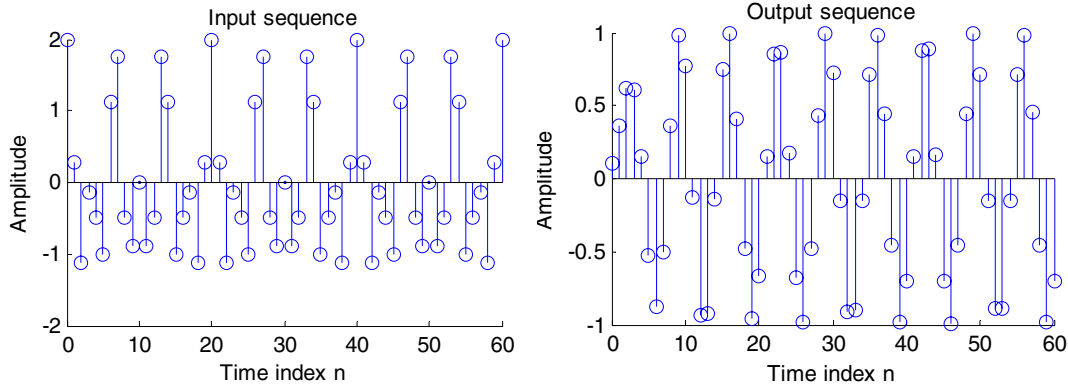 Input sequence
2
1
0
-1
-2
Amplitude
0 10 20 30 40 50 60
Time index n
Output sequence
1
0.5
0
-0.5
-1
Amplitude
0 10 20 30 40 50 60
Time index n